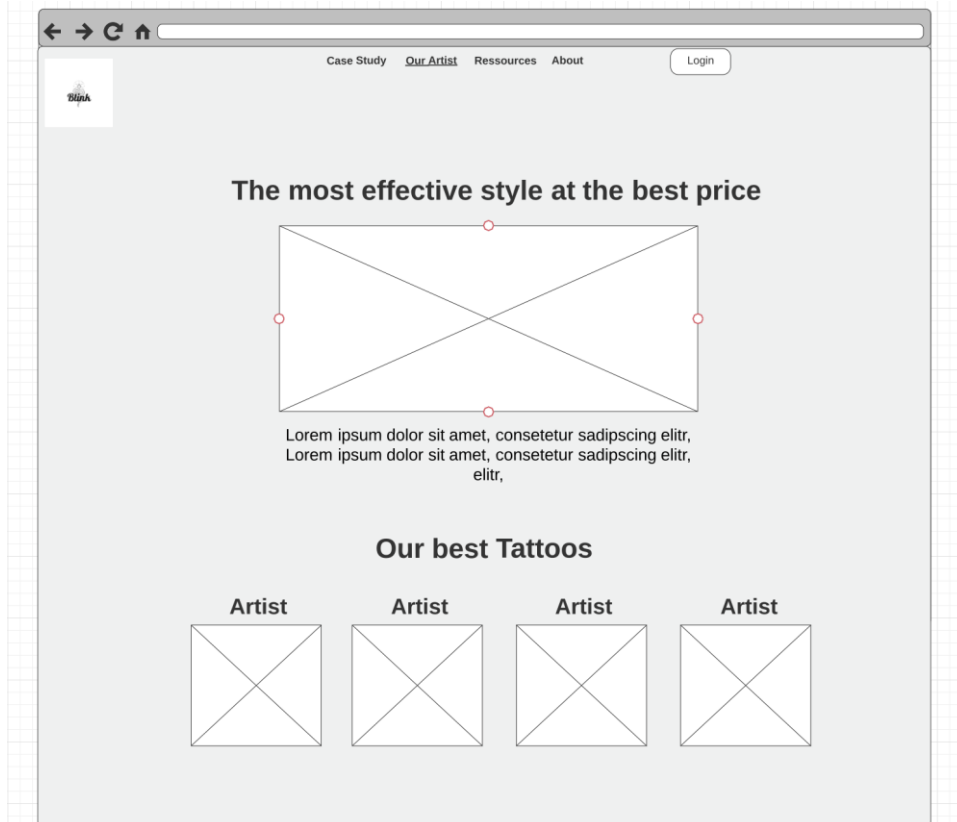 Case Study Our Artist Ressources About Login
Blink
The most effective style at the best price
Lorem ipsum dolor sit amet, consetetur sadipscing elitr,
Lorem ipsum dolor sit amet, consetetur sadipscing elitr,
elitr,
Our best Tattoos
Artist Artist Artist Artist